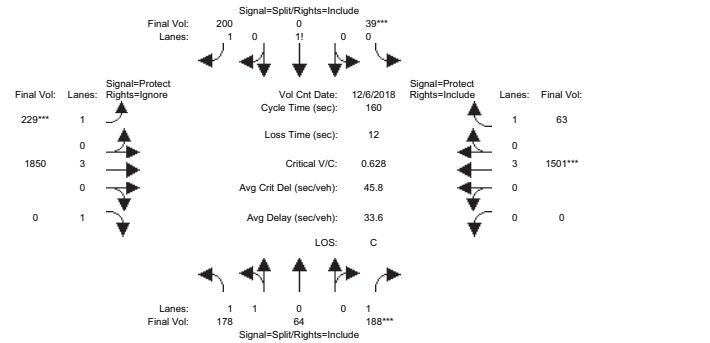 Signal=Split/Rights=Include
Final Vol: 200 0 39***
Lanes: 1 0 1! 0 0
Signal=Protect Signal=Protect
Final Vol: Lanes: Rights=Ignore Vol Cnt Date: 12/6/2018 Rights=Include Lanes: Final Vol:
Cycle Time (sec): 160
229*** 1 1 63
Loss Time (sec): 12
0 0
1850 3 Critical V/C: 0.628 3 1501***
0 Avg Crit Del (sec/veh): 45.8 0
0 1 Avg Delay (sec/veh): 33.6 0 0
LOS: C
Lanes: 1 1 0 0 1
Final Vol: 178 64 188***
Signal=Split/Rights=Include